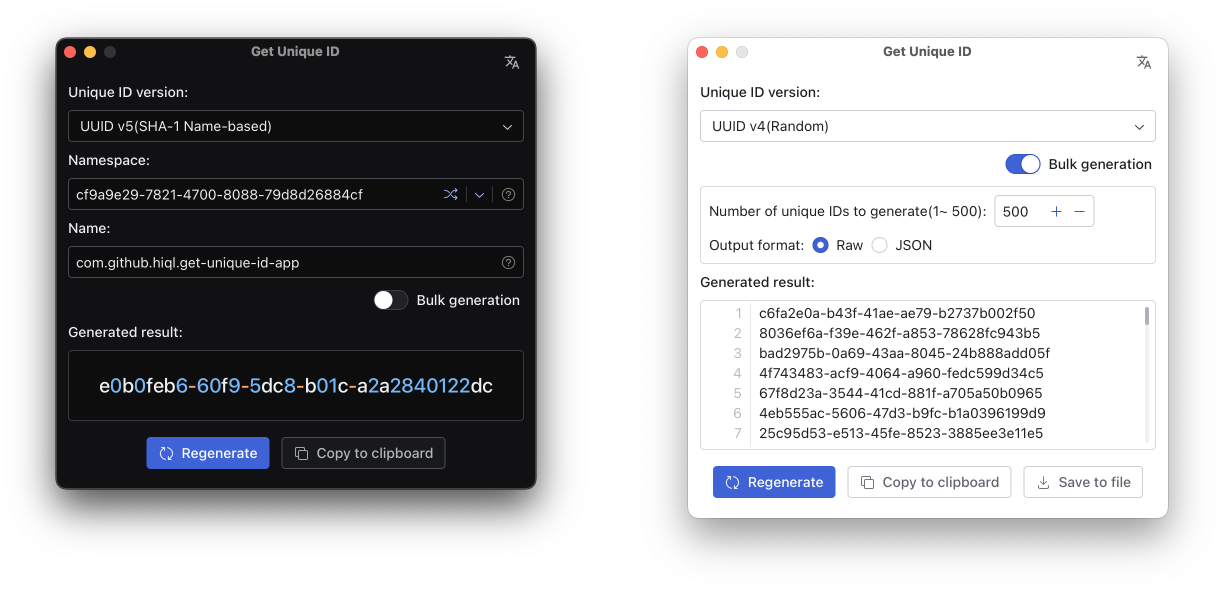 Get Unique ID
Unique ID version:
UUID v5(SHA-1 Name-based)
Namespace:
cf9a9e29-7821-4700-8088-79d8d26884cf
Name:
com.github.hiql.get-unique-id-app
Bulk generation
Generated result:
e0b0feb6-60f9-5dc8-b01c-a2a2840122dc
Regenerate
Copy to clipboard
Get Unique ID
Unique ID version:
UUID v4(Random)
Bulk generation
Number of unique IDs to generate(1~ 500): 500
Output format: Raw JSON
Generated result:
1 c6fa2e0a-b43f-41ae-ae79-b2737b002f50
2 8036ef6a-f39e-462f-a853-78628fc943b5
3 bad2975b-0a69-43aa-8045-24b888add05f
4 4f743483-acf9-4064-a960-fedc599d34c5
5 67f8d23a-3544-41cd-881f-a705a50b0965
6 4eb555ac-5606-47d3-b9fc-b1a0396199d9
7 25c95d53-e513-45fe-8523-3885ee3e11e5
Regenerate
Copy to clipboard
Save to file